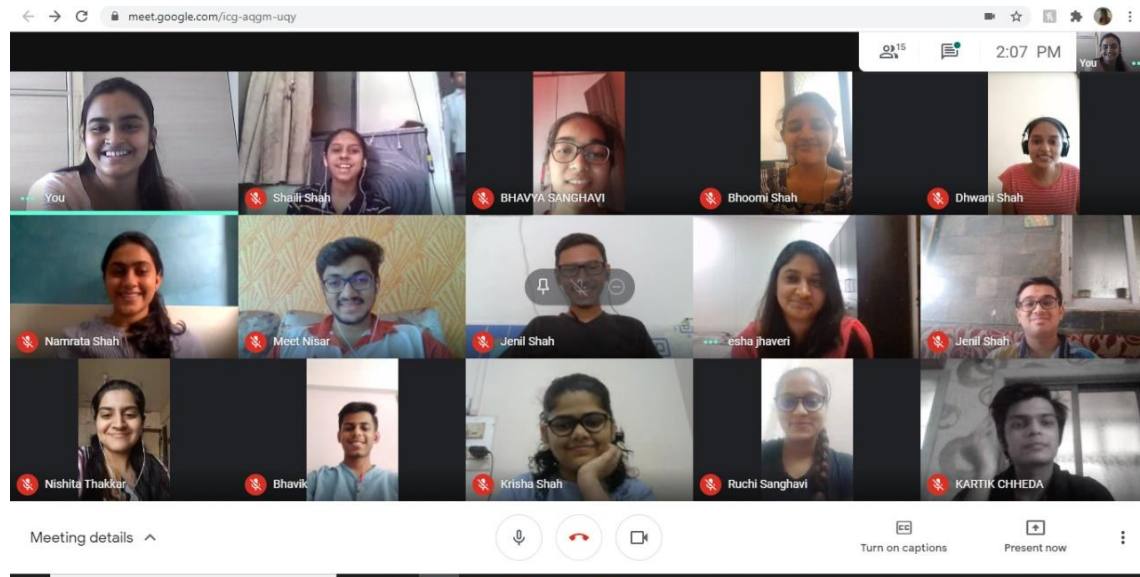 meet.google.com/icg-aqgm-uqy
15
2:07 PM
You
You
Shaili Shah
BHAVYA SANGHAVI
Bhoomi Shah
Dhwani Shah
Namrata Shah
Meet Nisar
Jenil Shah
esha jhaveri
Jenil Shah
Nishita Thakkar
Bhavik
Krisha Shah
Ruchi Sanghavi
KARTIK CHHEDA
Meeting details
CC
Turn on captions
Present now